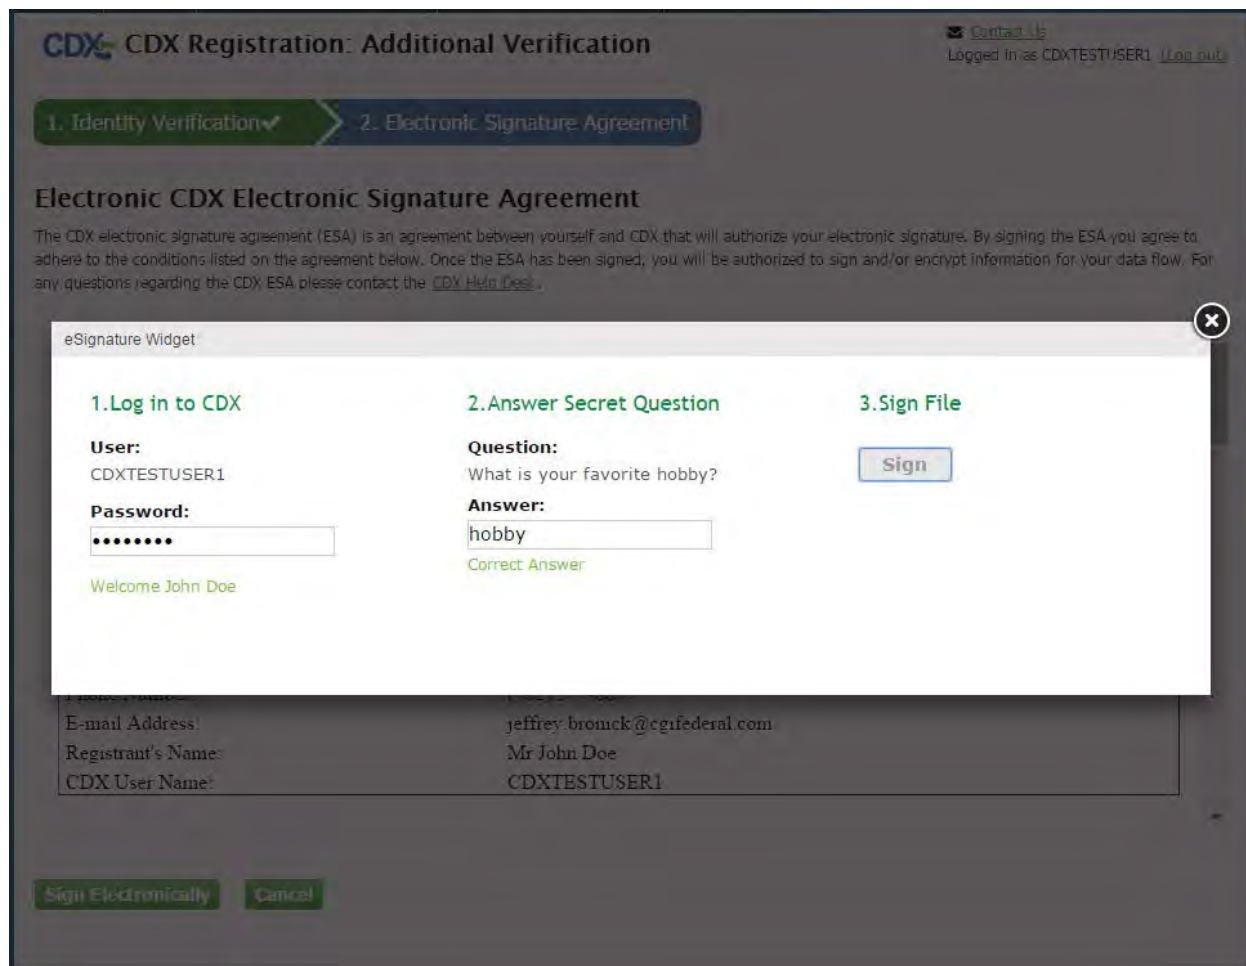 CDX CDX Registration: Additional Verification
Contact Us
Logged in as CDXTESTUSER1 (Log out)
1. Identity Verification✔
2. Electronic Signature Agreement
Electronic CDX Electronic Signature Agreement
The CDX electronic signature agreement (ESA) is an agreement between yourself and CDX that will authorize your electronic signature. By signing the ESA you agree to
adhere to the conditions listed on the agreement below. Once the ESA has been signed, you will be authorized to sign and/or encrypt information for your data flow. For
any questions regarding the CDX ESA please contact the CDX Help Desk.
eSignature Widget
1.Log in to CDX
User:
CDXTESTUSER1
Password:
••••••••
Welcome John Doe
2.Answer Secret Question
Question:
What is your favorite hobby?
Answer:
hobby
Correct Answer
3.Sign File
Sign
E-mail Address: jeffrey.bronick@cgifederal.com
Registrant's Name: Mr John Doe
CDX User Name: CDXTESTUSER1
Sign Electronically
Cancel